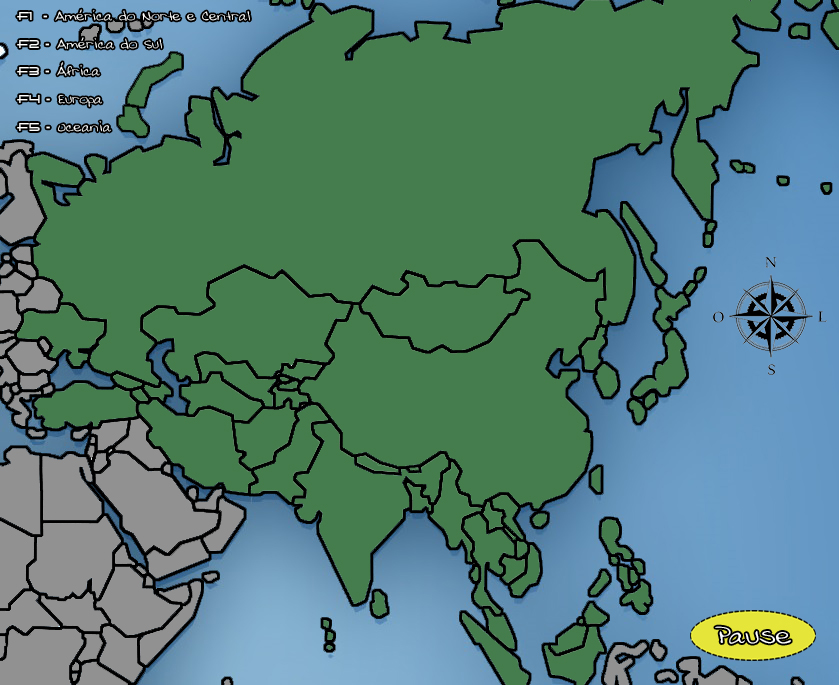 F1 - América do Norte e Central
F2 - América do Sul
F3 - África
F4 - Europa
F5 - Oceania
N
O L
S
Pause